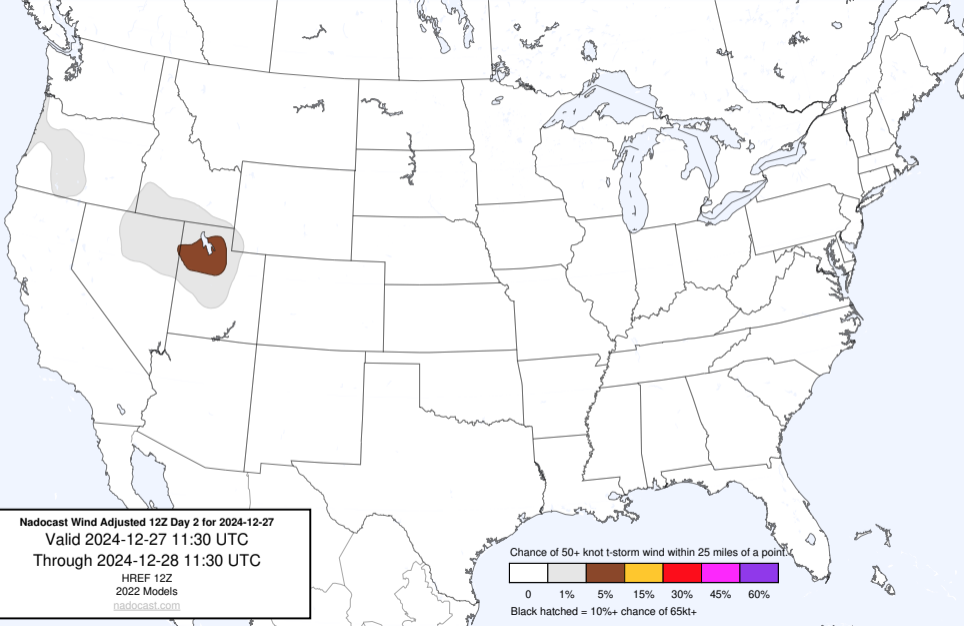 Nadocast Wind Adjusted 12Z Day 2 for 2024-12-27
Valid 2024-12-27 11:30 UTC
Through 2024-12-28 11:30 UTC
HREF 12Z
2022 Models
nadocast.com
Chance of 50+ knot t-storm wind within 25 miles of a point.
0 1% 5% 15% 30% 45% 60%
Black hatched = 10%+ chance of 65kt+